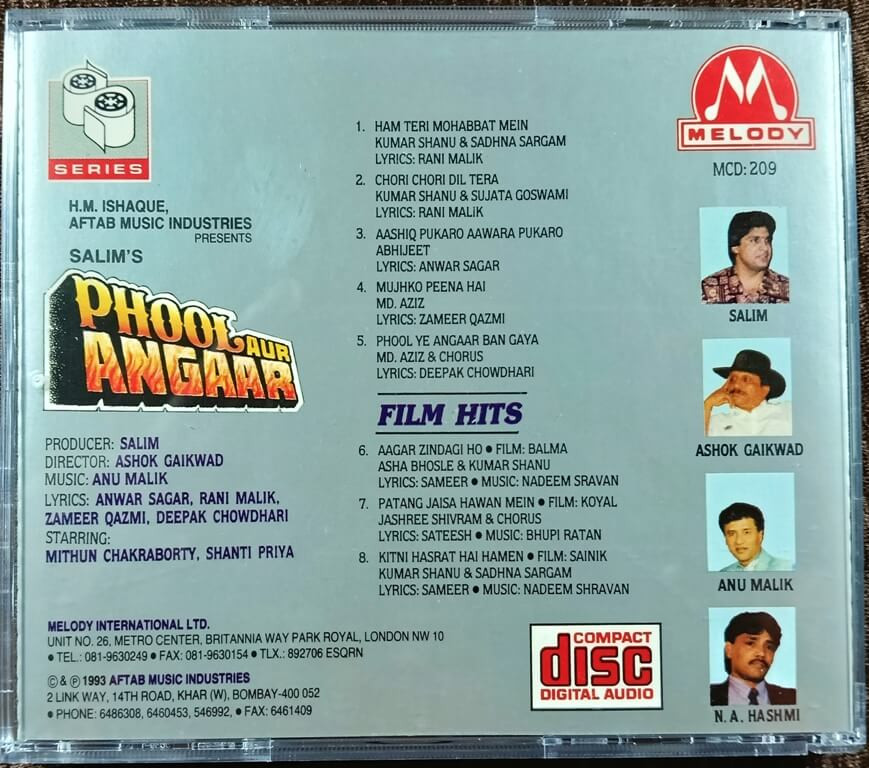 SERIES
H.M. ISHAQUE,
AFTAB MUSIC INDUSTRIES
PRESENTS
SALIM'S
PHOOL AUR
ANGAAR
PRODUCER: SALIM
DIRECTOR: ASHOK GAIKWAD
MUSIC: ANU MALIK
LYRICS: ANWAR SAGAR, RANI MALIK,
ZAMEER QAZMI, DEEPAK CHOWDHARI
STARRING:
MITHUN CHAKRABORTY, SHANTI PRIYA
1. HAM TERI MOHABBAT MEIN
KUMAR SHANU & SADHNA SARGAM
LYRICS: RANI MALIK
2. CHORI CHORI DIL TERA
KUMAR SHANU & SUJATA GOSWAMI
LYRICS: RANI MALIK
3. AASHIQ PUKARO AAWARA PUKARO
ABHIJEET
LYRICS: ANWAR SAGAR
4. MUJHKO PEENA HAI
MD. AZIZ
LYRICS: ZAMEER QAZMI
5. PHOOL YE ANGAAR BAN GAYA
MD. AZIZ & CHORUS
LYRICS: DEEPAK CHOWDHARI
FILM HITS
6. AAGAR ZINDAGI HO ● FILM: BALMA
ASHA BHOSLE & KUMAR SHANU
LYRICS: SAMEER ● MUSIC: NADEEM SRAVAN
7. PATANG JAISA HAWAN MEIN ● FILM: KOYAL
JASHREE SHIVRAM & CHORUS
LYRICS: SATEESH ● MUSIC: BHUPI RATAN
8. KITNI HASRAT HAI HAMEN ● FILM: SAINIK
KUMAR SHANU & SADHNA SARGAM
LYRICS: SAMEER ● MUSIC: NADEEM SHRAVAN
MELODY
MCD: 209
SALIM
ASHOK GAIKWAD
ANU MALIK
N.A. HASHMI
MELODY INTERNATIONAL LTD.
UNIT NO. 26, METRO CENTER, BRITANNIA WAY PARK ROYAL, LONDON NW 10
● TEL.: 081-9630249 ● FAX: 081-9630154 ● TLX.: 892706 ESQRN
© & ℗ 1993 AFTAB MUSIC INDUSTRIES
2 LINK WAY, 14TH ROAD, KHAR (W), BOMBAY-400 052
● PHONE: 6486308, 6460453, 546992, ● FAX: 6461409
COMPACT
disc
DIGITAL AUDIO